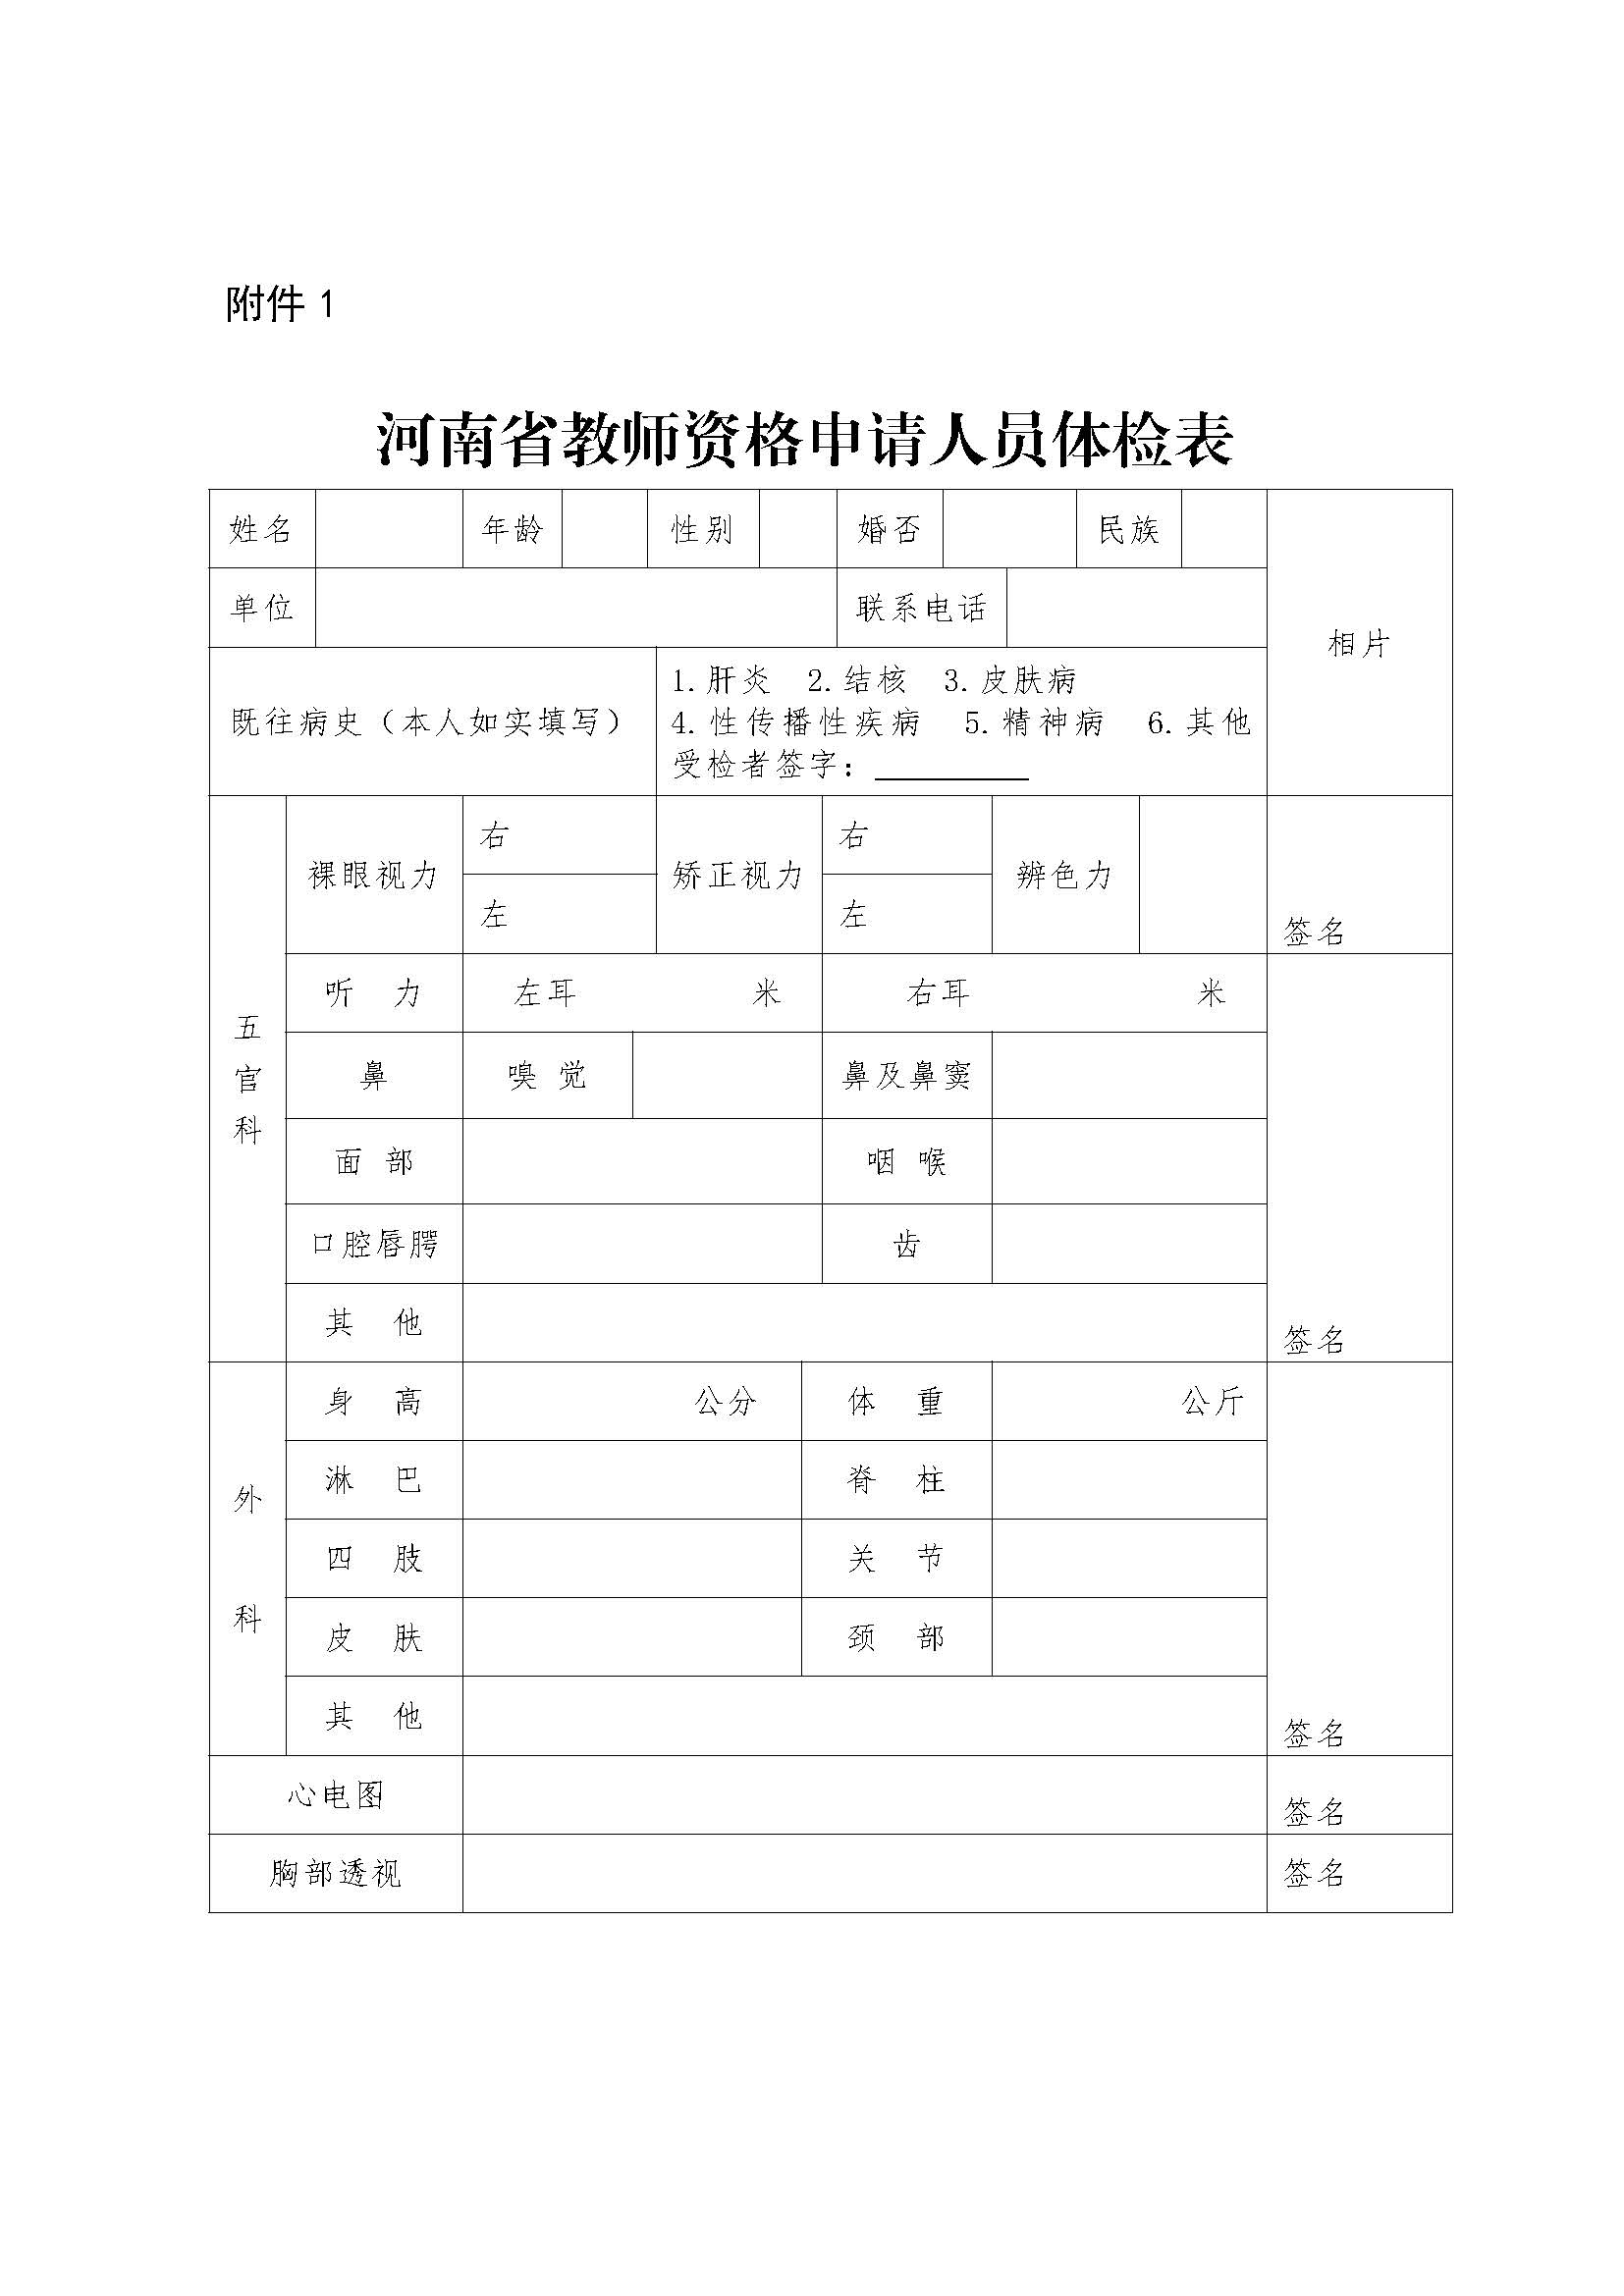 附件 1
河南省教师资格申请人员体检表
姓名 年龄 性别 婚否 民族
相片
单位 联系电话
既往病史（本人如实填写）
1.肝炎 2.结核 3.皮肤病
4.性传播性疾病 5.精神病 6.其他
受检者签字：
五官科
裸眼视力 右 矫正视力 右 辨色力
左 左
签名
听 力 左耳 米 右耳 米
鼻 嗅 觉 鼻及鼻窦
面 部 咽 喉
口腔唇腭 齿
其 他
签名
外科
身 高 公分 体 重 公斤
淋 巴 脊 柱
四 肢 关 节
皮 肤 颈 部
其 他
签名
心电图 签名
胸部透视 签名